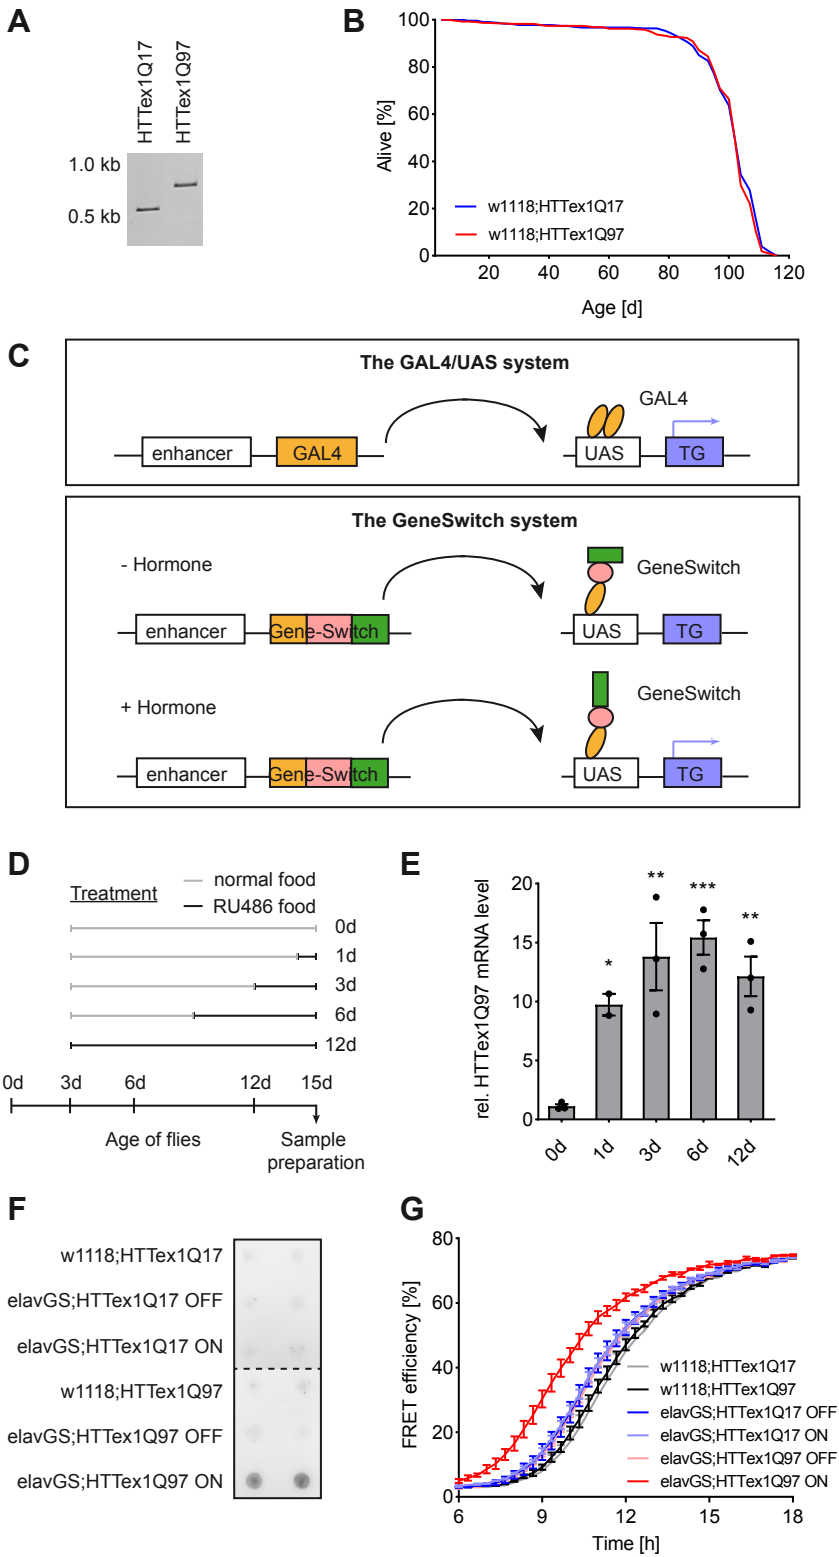 A
HTTex1Q17
HTTex1Q97
1.0 kb
0.5 kb
B
Alive [%]
100
80
60
40
20
0
w1118;HTTex1Q17
w1118;HTTex1Q97
20 40 60 80 100 120
Age [d]
C
The GAL4/UAS system
GAL4
enhancer GAL4 UAS TG
The GeneSwitch system
- Hormone GeneSwitch
enhancer Gene-Switch UAS TG
+ Hormone GeneSwitch
enhancer Gene-Switch UAS TG
D
Treatment
normal food
RU486 food
0d
1d
3d
6d
12d
0d 3d 6d 12d 15d
Age of flies
Sample
preparation
E
rel. HTTex1Q97 mRNA level
20
15
10
5
0
* ** *** **
0d 1d 3d 6d 12d
F
w1118;HTTex1Q17
elavGS;HTTex1Q17 OFF
elavGS;HTTex1Q17 ON
w1118;HTTex1Q97
elavGS;HTTex1Q97 OFF
elavGS;HTTex1Q97 ON
G
FRET efficiency [%]
80
60
40
20
0
w1118;HTTex1Q17
w1118;HTTex1Q97
elavGS;HTTex1Q17 OFF
elavGS;HTTex1Q17 ON
elavGS;HTTex1Q97 OFF
elavGS;HTTex1Q97 ON
6 9 12 15 18
Time [h]